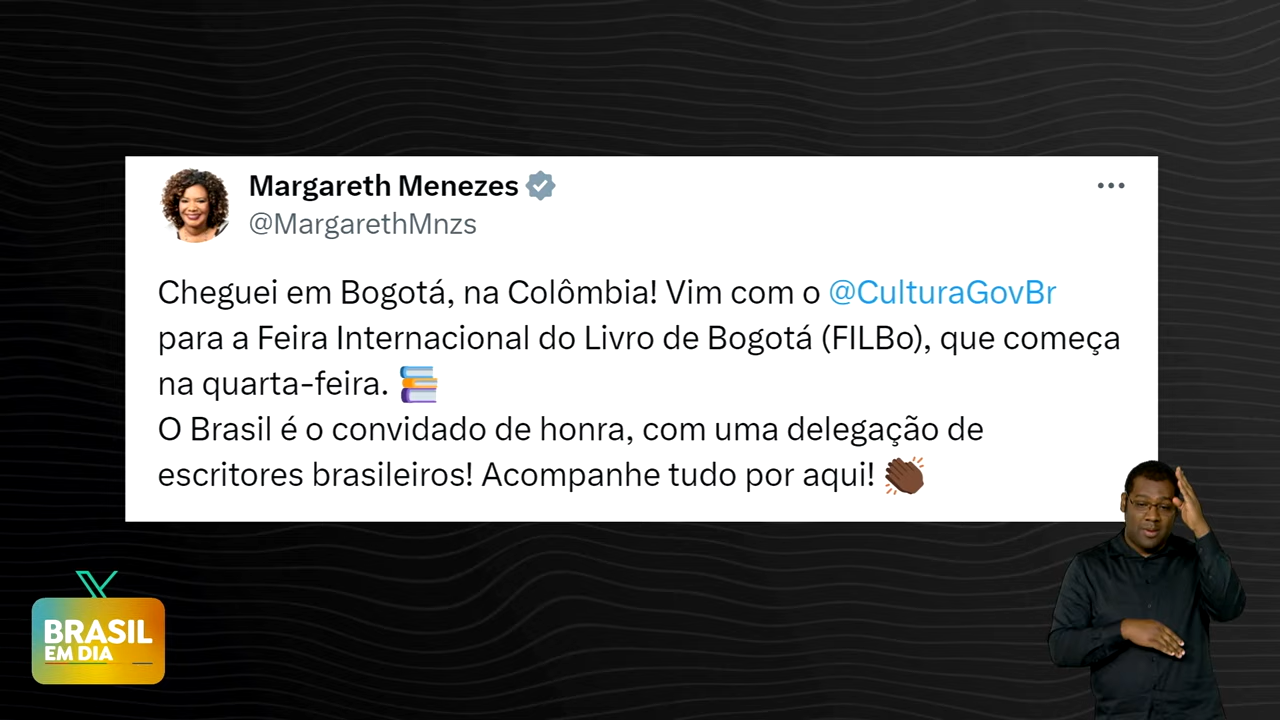 Margareth Menezes
@MargarethMnzs
Cheguei em Bogotá, na Colômbia! Vim com o @CulturaGovBr
para a Feira Internacional do Livro de Bogotá (FILBo), que começa
na quarta-feira. 📚
O Brasil é o convidado de honra, com uma delegação de
escritores brasileiros! Acompanhe tudo por aqui! 👏🏿
BRASIL
EM DIA